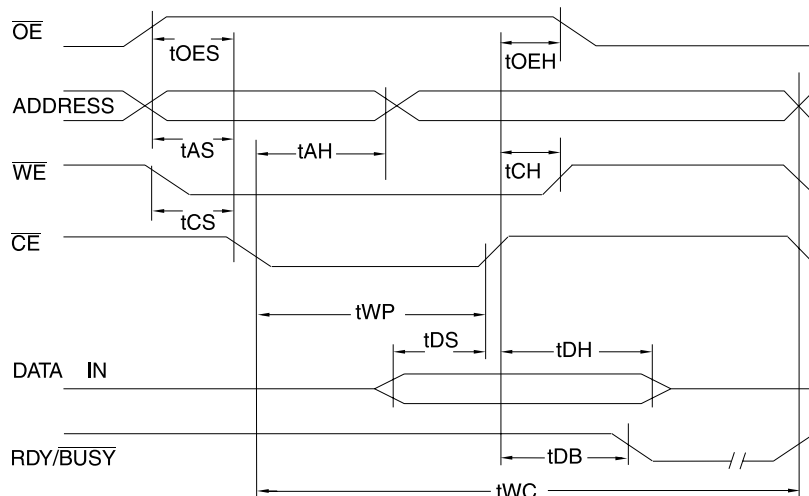 OE
tOES
tOEH
ADDRESS
tAS
tAH
tCH
WE
tCS
CE
tWP
tDS
tDH
DATA IN
RDY/BUSY
tDB
tWC